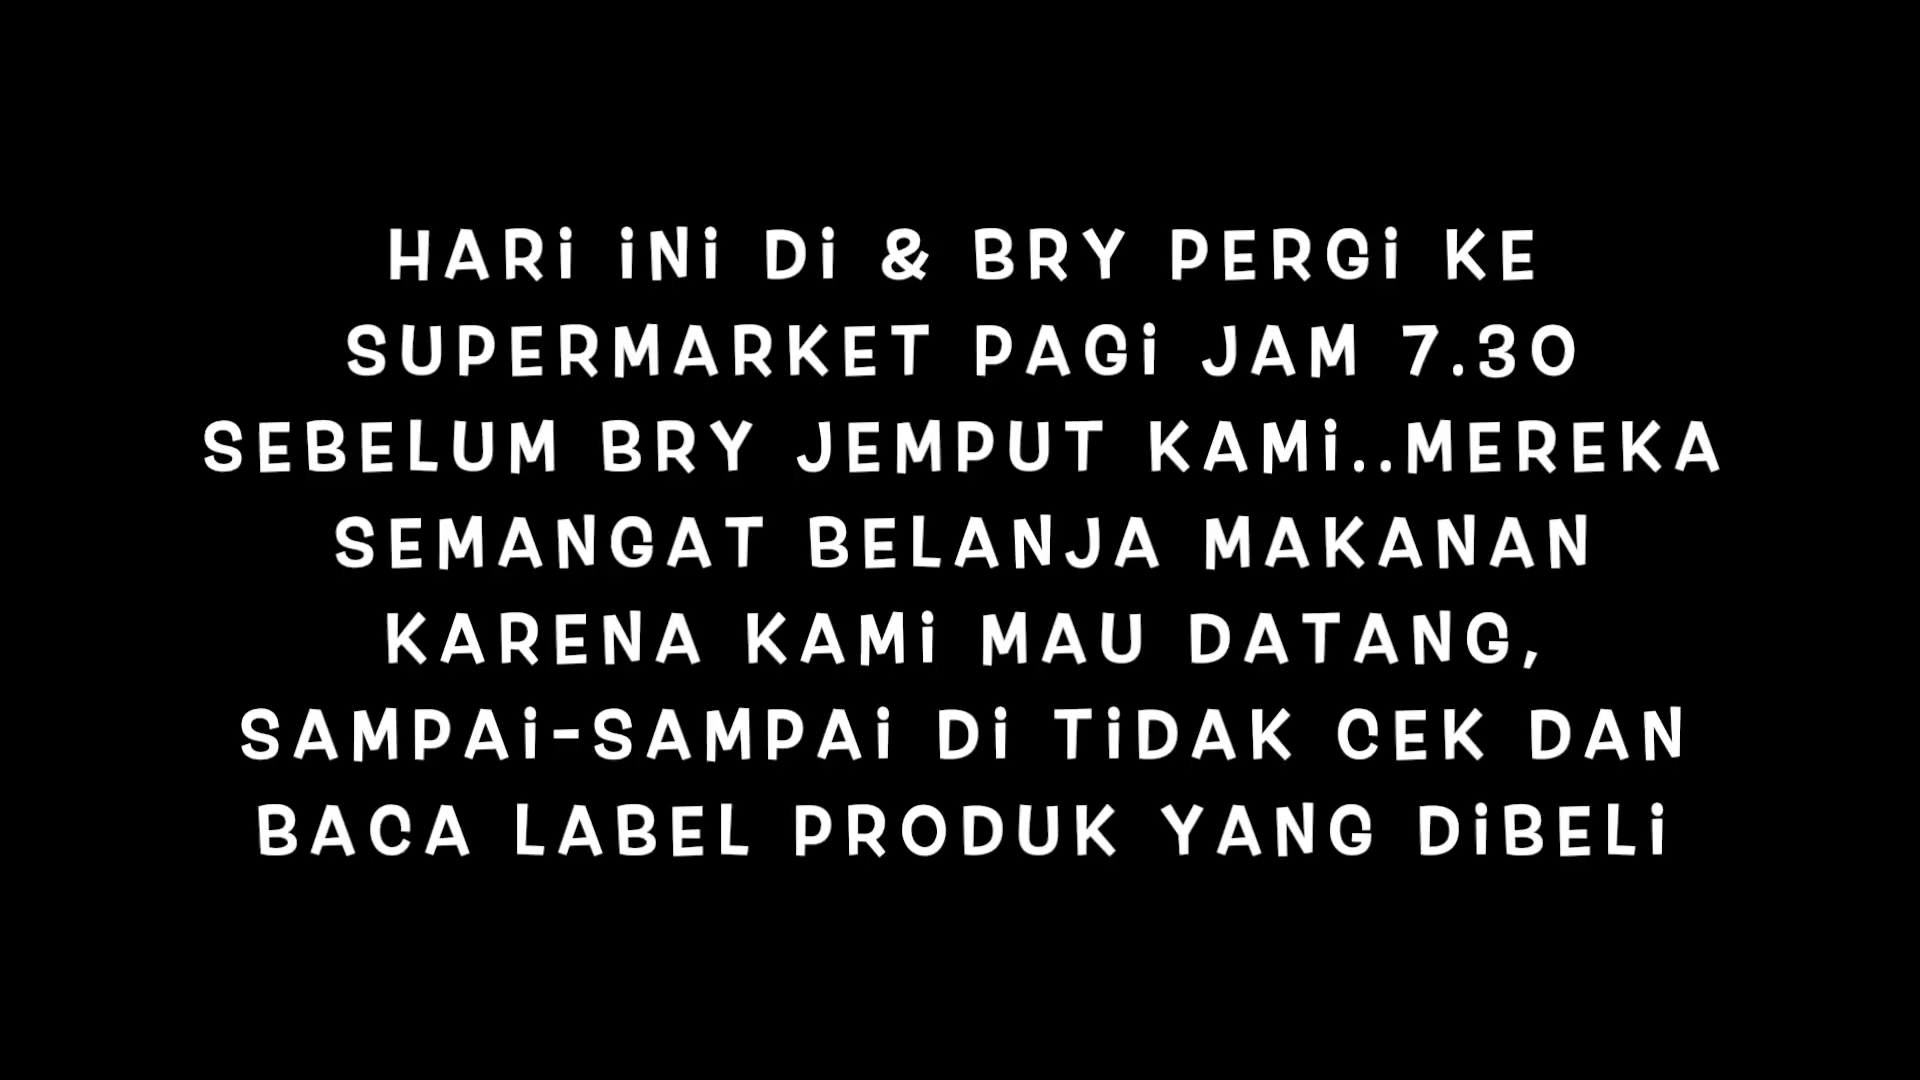 HARI INI DI & BRY PERGI KE
SUPERMARKET PAGI JAM 7.30
SEBELUM BRY JEMPUT KAMI..MEREKA
SEMANGAT BELANJA MAKANAN
KARENA KAMI MAU DATANG,
SAMPAI-SAMPAI DI TIDAK CEK DAN
BACA LABEL PRODUK YANG DIBELI